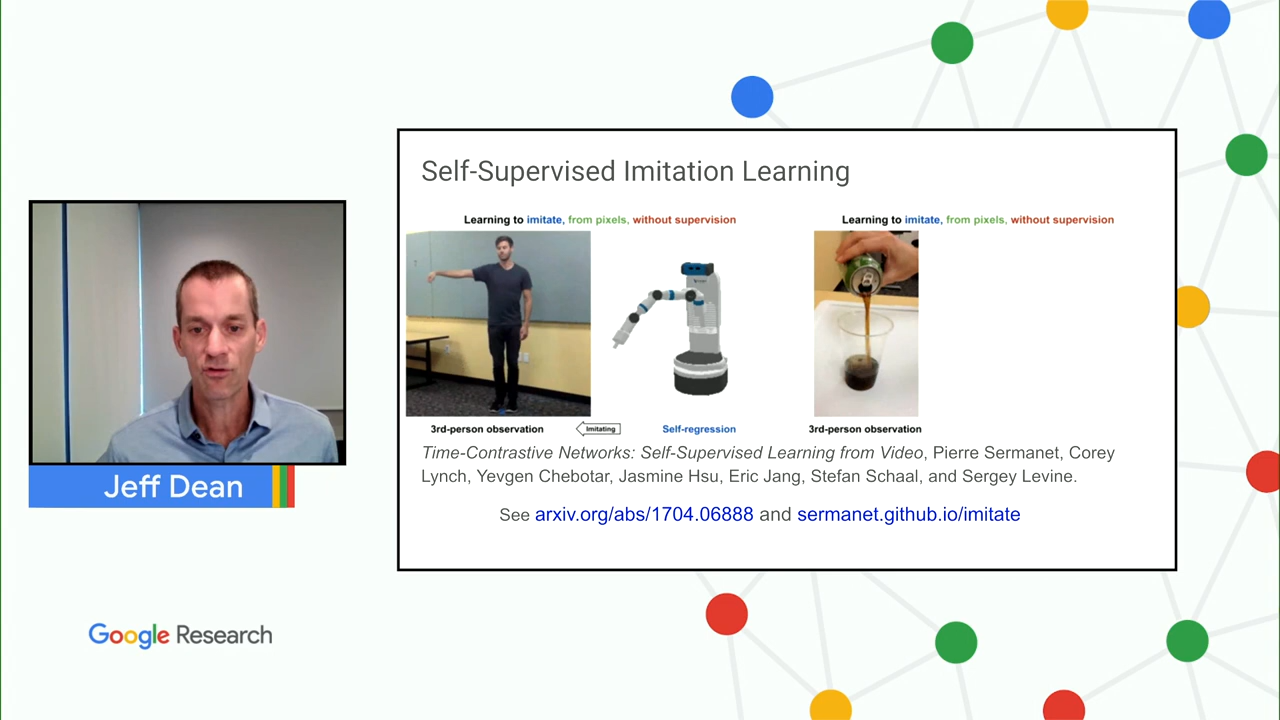 Self-Supervised Imitation Learning
Learning to imitate, from pixels, without supervision
Learning to imitate, from pixels, without supervision
3rd-person observation
Imitating
Self-regression
3rd-person observation
Time-Contrastive Networks: Self-Supervised Learning from Video, Pierre Sermanet, Corey
Lynch, Yevgen Chebotar, Jasmine Hsu, Eric Jang, Stefan Schaal, and Sergey Levine.
See arxiv.org/abs/1704.06888 and sermanet.github.io/imitate
Jeff Dean
Google Research